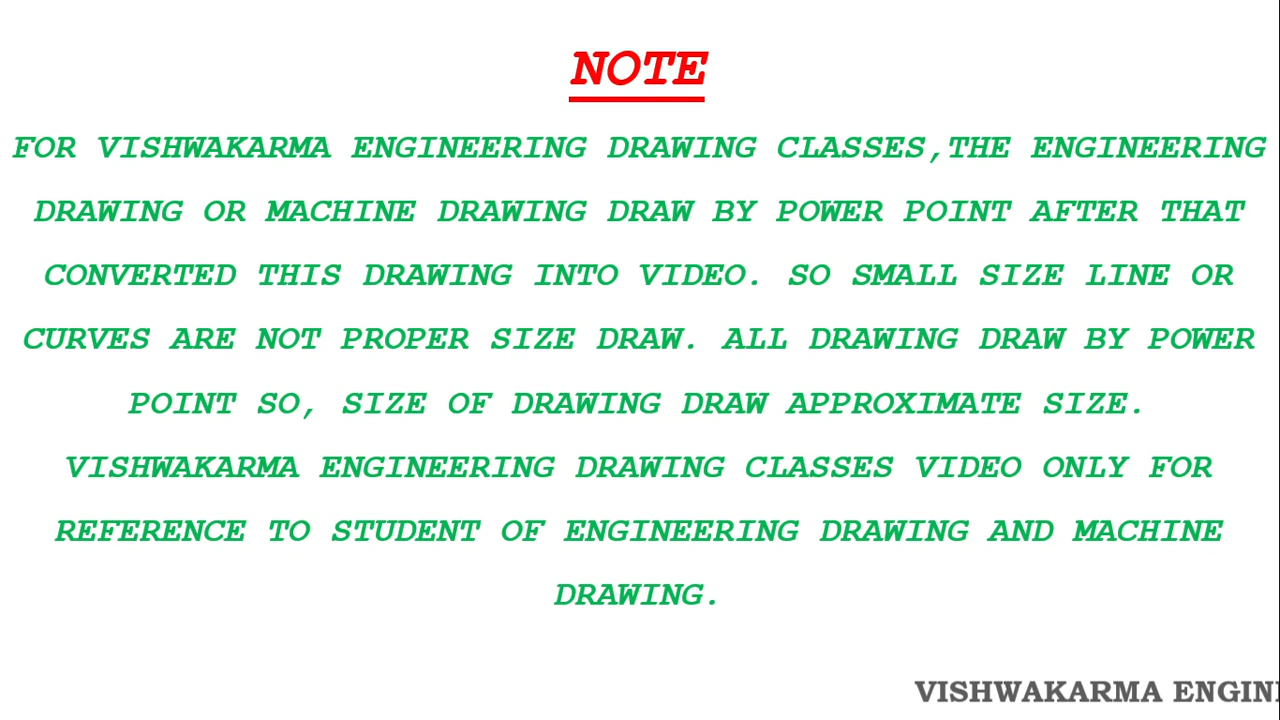 NOTE
FOR VISHWAKARMA ENGINEERING DRAWING CLASSES,THE ENGINEERING
DRAWING OR MACHINE DRAWING DRAW BY POWER POINT AFTER THAT
CONVERTED THIS DRAWING INTO VIDEO. SO SMALL SIZE LINE OR
CURVES ARE NOT PROPER SIZE DRAW. ALL DRAWING DRAW BY POWER
POINT SO, SIZE OF DRAWING DRAW APPROXIMATE SIZE.
VISHWAKARMA ENGINEERING DRAWING CLASSES VIDEO ONLY FOR
REFERENCE TO STUDENT OF ENGINEERING DRAWING AND MACHINE
DRAWING.
VISHWAKARMA ENGIN